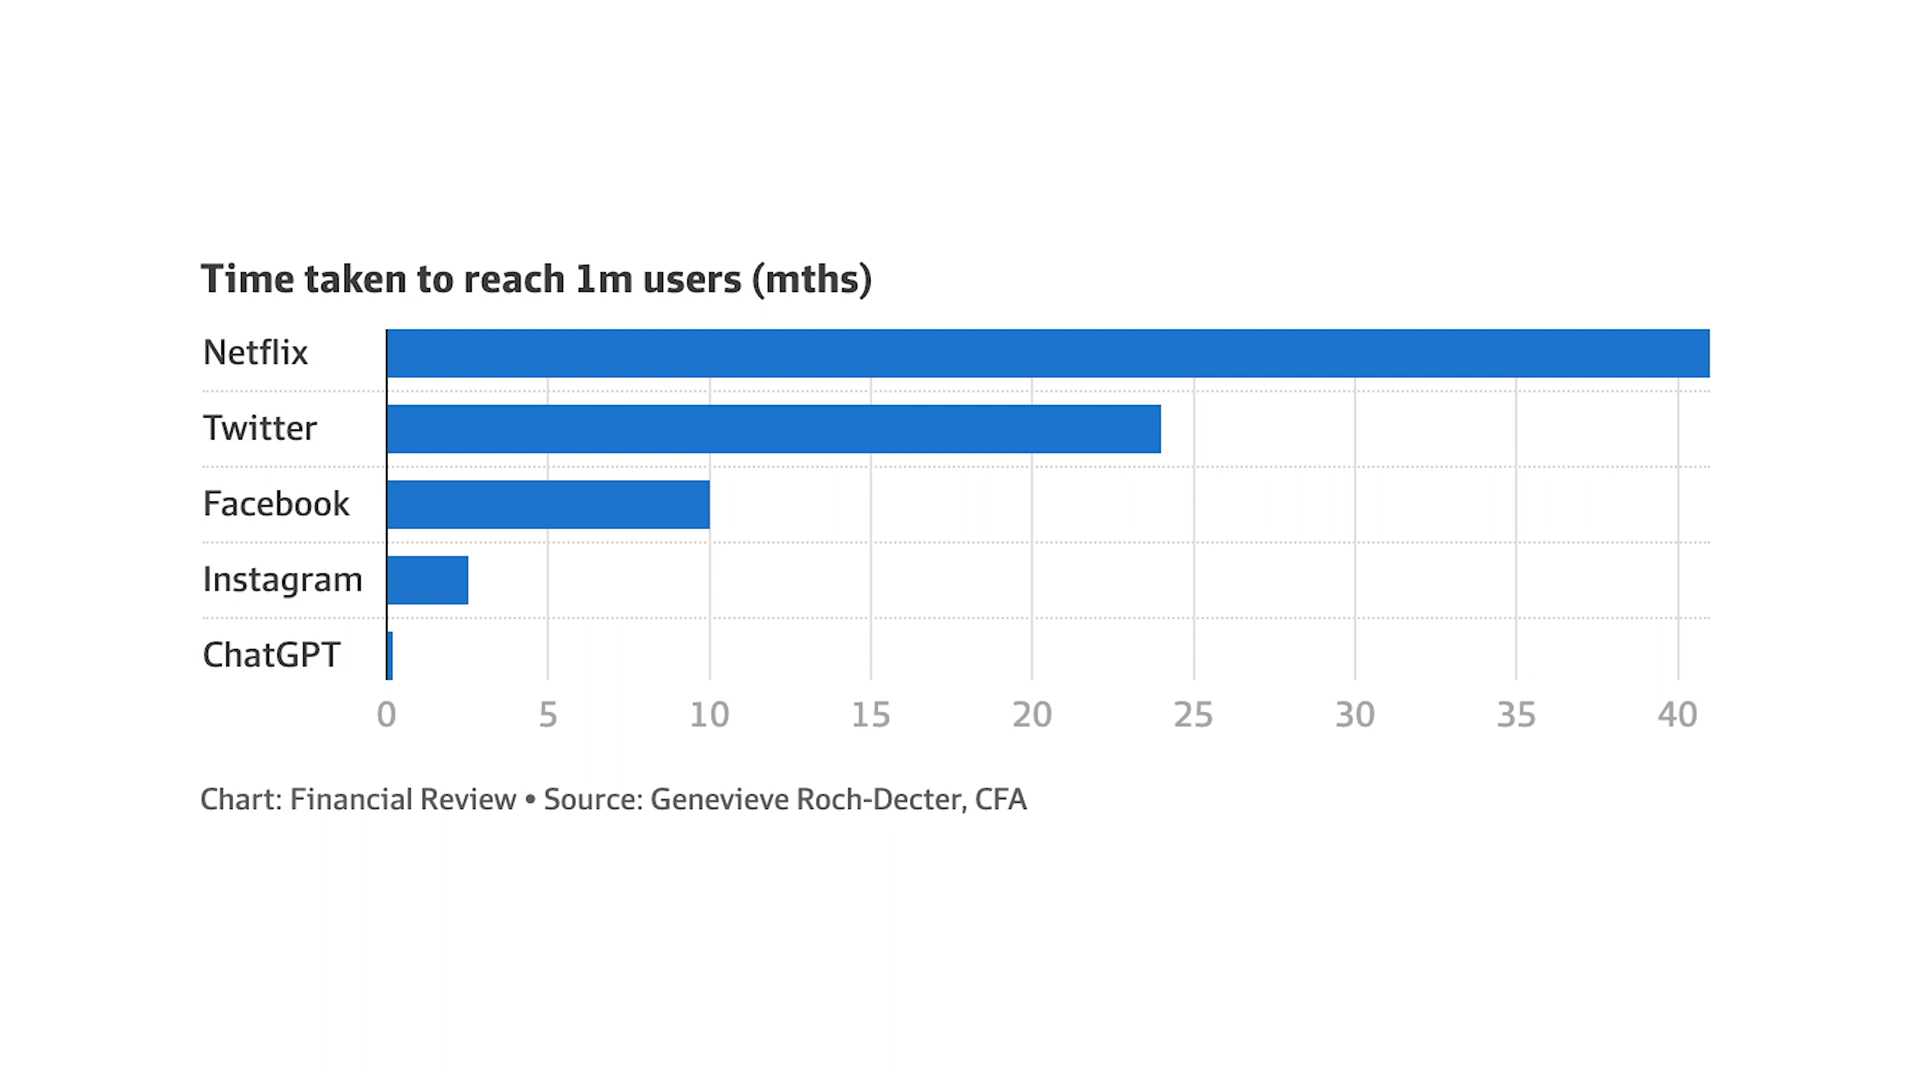 Time taken to reach 1m users (mths)
Netflix
Twitter
Facebook
Instagram
ChatGPT
0 5 10 15 20 25 30 35 40
Chart: Financial Review • Source: Genevieve Roch-Decter, CFA